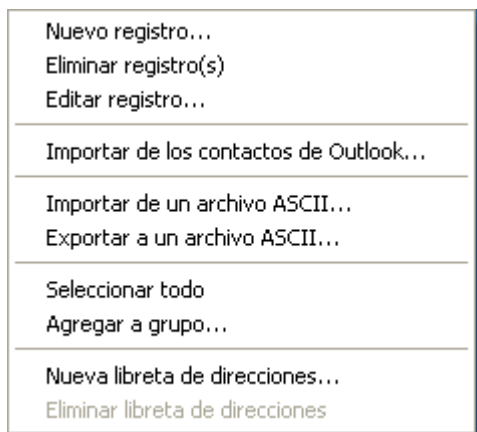 Nuevo registro...
Eliminar registro(s)
Editar registro...
Importar de los contactos de Outlook...
Importar de un archivo ASCII...
Exportar a un archivo ASCII...
Seleccionar todo
Agregar a grupo...
Nueva libreta de direcciones...
Eliminar libreta de direcciones